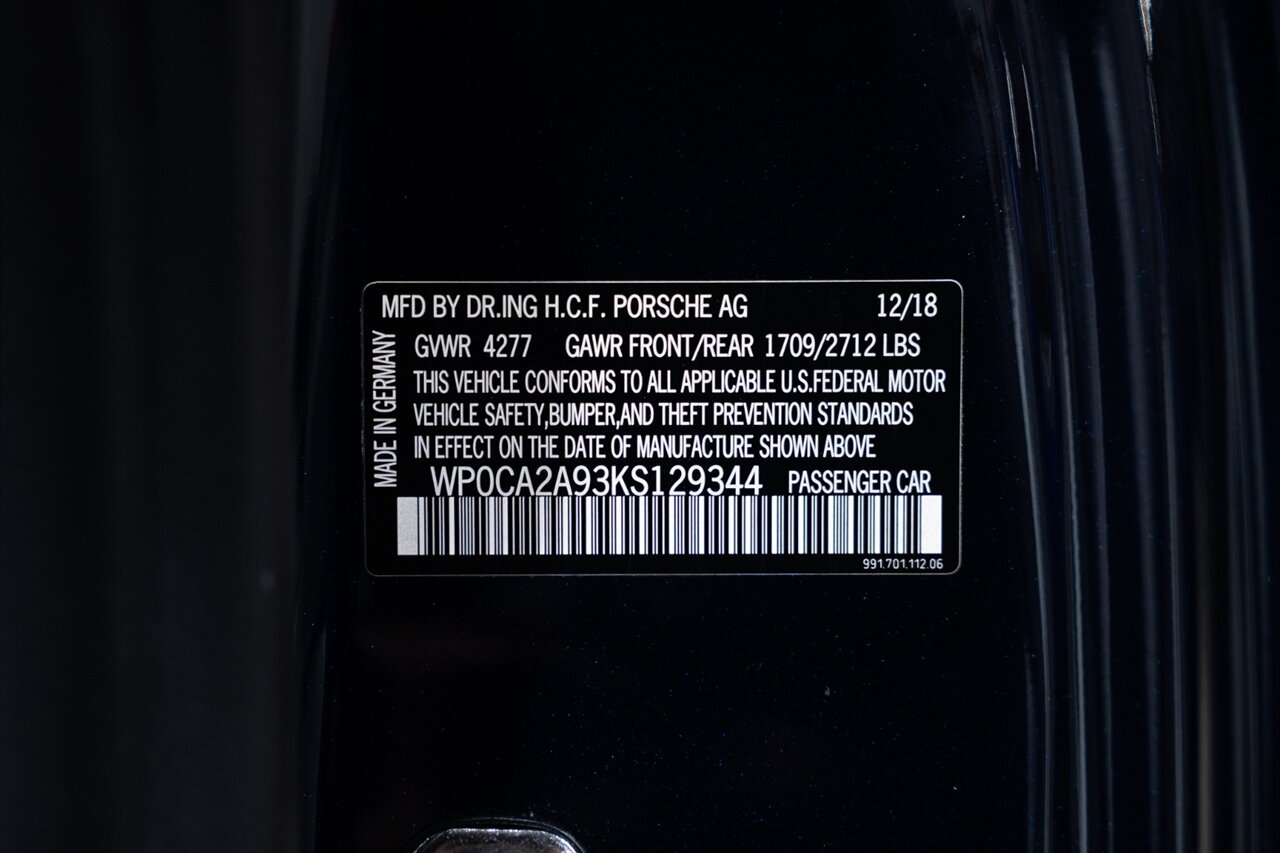 MFD BY DR.ING H.C.F. PORSCHE AG 12/18
MADE IN GERMANY
GVWR 4277 GAWR FRONT/REAR 1709/2712 LBS
THIS VEHICLE CONFORMS TO ALL APPLICABLE U.S.FEDERAL MOTOR
VEHICLE SAFETY,BUMPER,AND THEFT PREVENTION STANDARDS
IN EFFECT ON THE DATE OF MANUFACTURE SHOWN ABOVE
WP0CA2A93KS129344 PASSENGER CAR
991.701.112.06